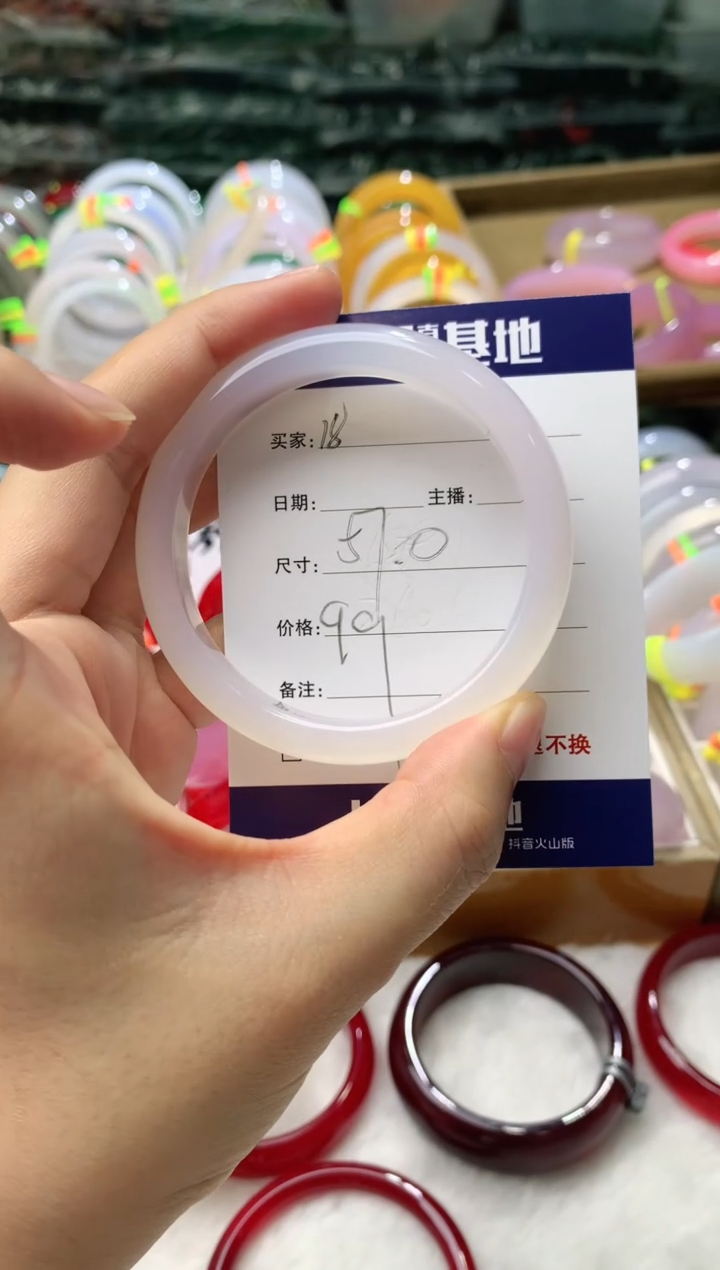 基地
买家: 18
日期: 主播:
尺寸: 57.0
价格: 99
备注:
不换
抖音火山版